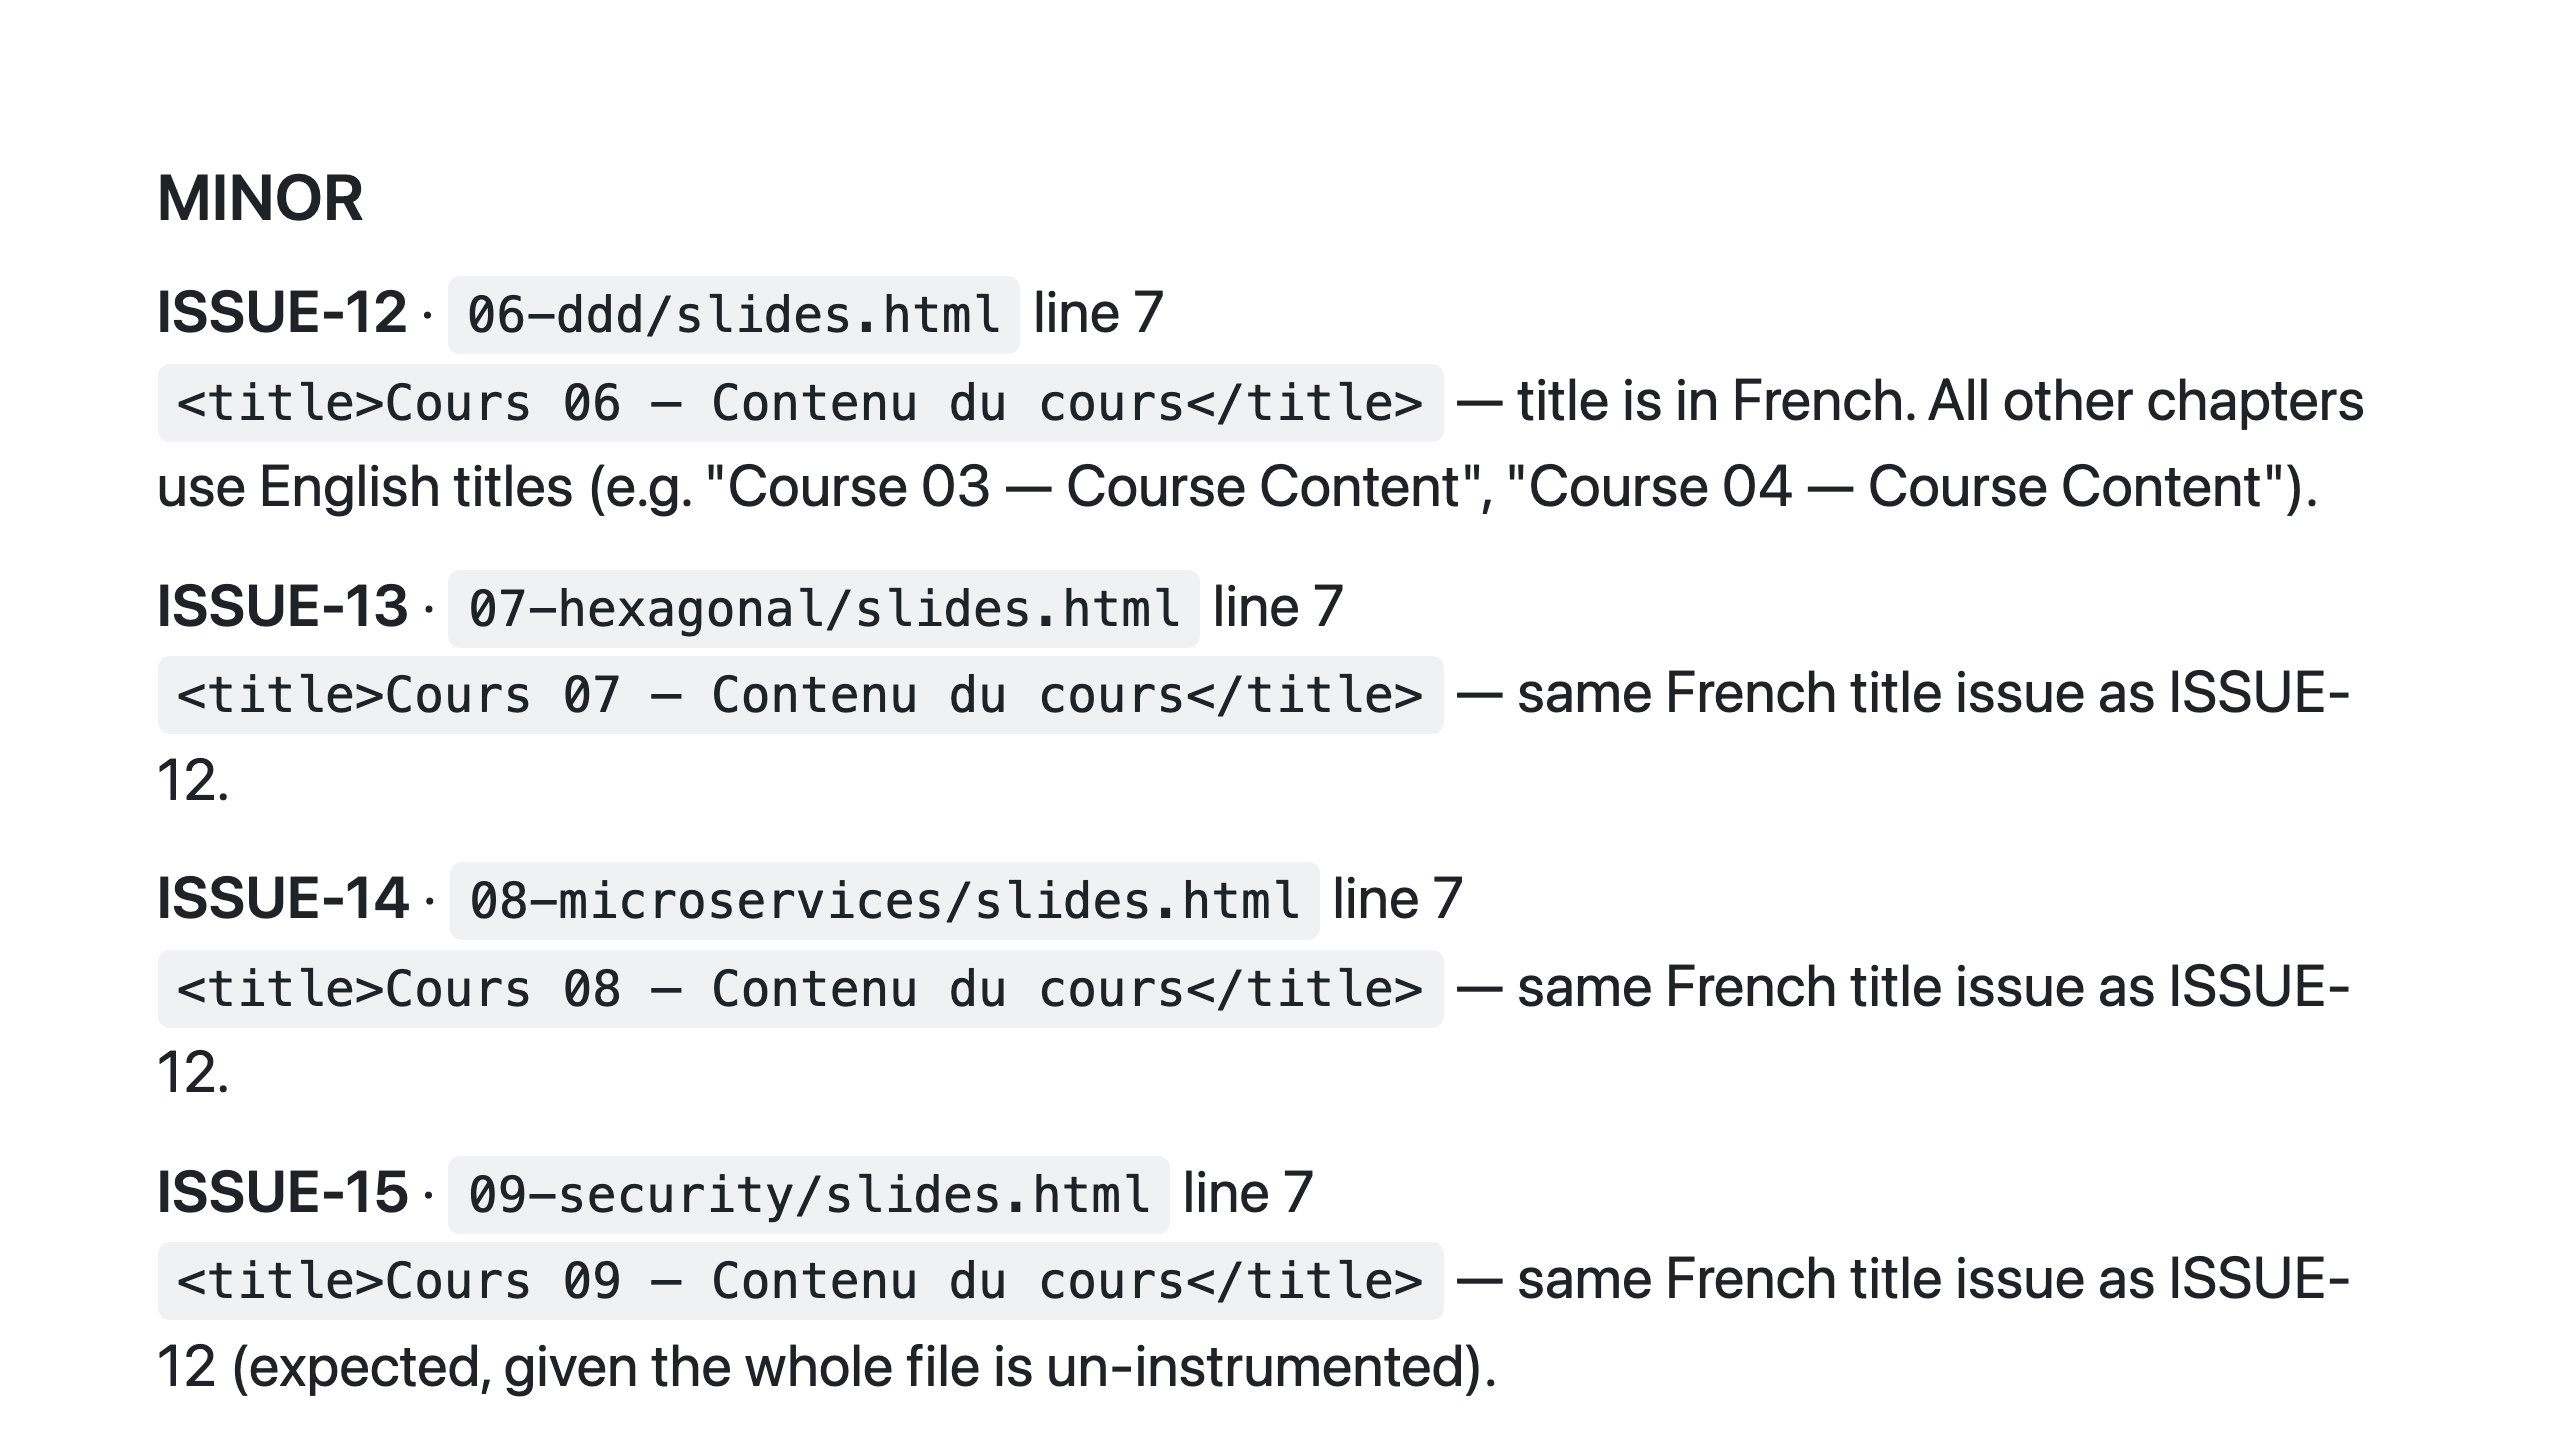 MINOR
ISSUE-12 · 06-ddd/slides.html line 7
<title>Cours 06 — Contenu du cours</title> — title is in French. All other chapters
use English titles (e.g. "Course 03 — Course Content", "Course 04 — Course Content").
ISSUE-13 · 07-hexagonal/slides.html line 7
<title>Cours 07 — Contenu du cours</title> — same French title issue as ISSUE-
12.
ISSUE-14 · 08-microservices/slides.html line 7
<title>Cours 08 — Contenu du cours</title> — same French title issue as ISSUE-
12.
ISSUE-15 · 09-security/slides.html line 7
<title>Cours 09 — Contenu du cours</title> — same French title issue as ISSUE-
12 (expected, given the whole file is un-instrumented).